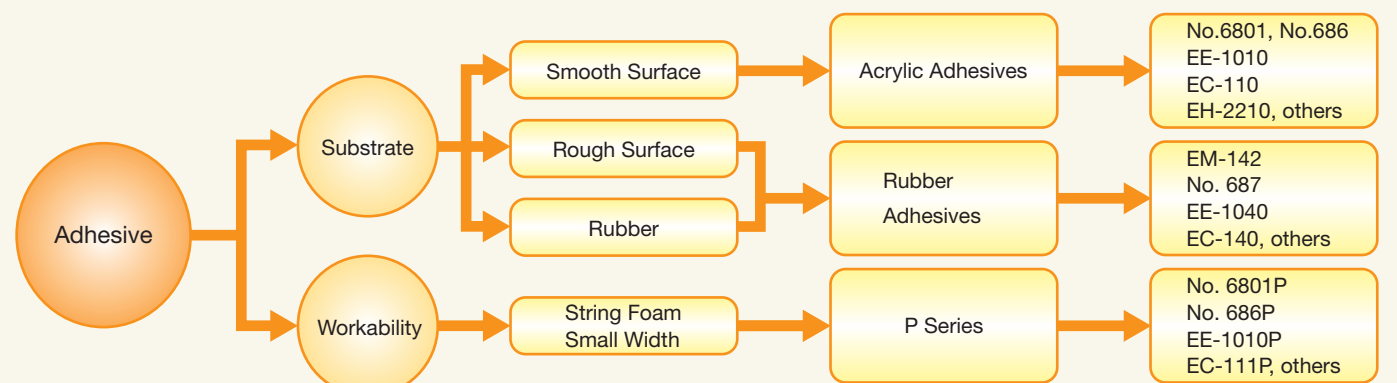 Adhesive
Substrate
Workability
Smooth Surface
Rough Surface
Rubber
String Foam
Small Width
Acrylic Adhesives
Rubber
Adhesives
P Series
No.6801, No.686
EE-1010
EC-110
EH-2210, others
EM-142
No. 687
EE-1040
EC-140, others
No. 6801P
No. 686P
EE-1010P
EC-111P, others